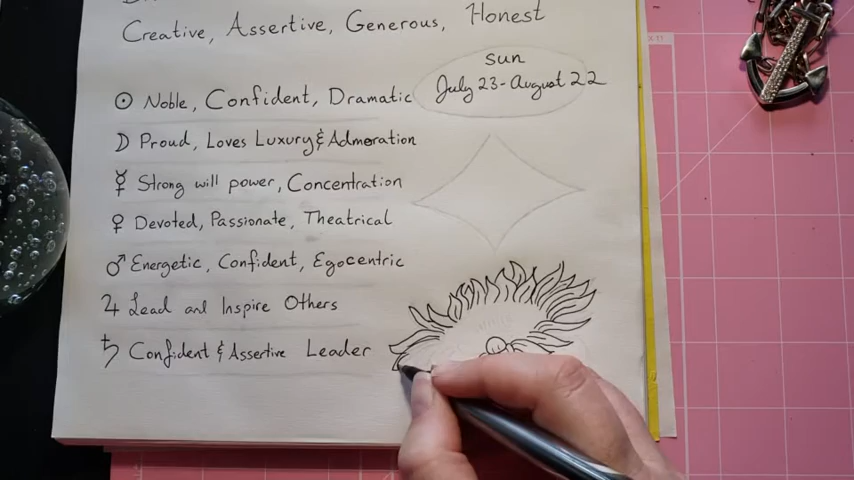 Creative, Assertive, Generous, Honest
sun
July 23-August 22
☉ Noble, Confident, Dramatic
☽ Proud, Loves Luxury & Admoration
☿ Strong will power, Concentration
♀ Devoted, Passionate, Theatrical
♂ Energetic, Confident, Egocentric
♃ Lead and Inspire Others
♄ Confident & Assertive Leader